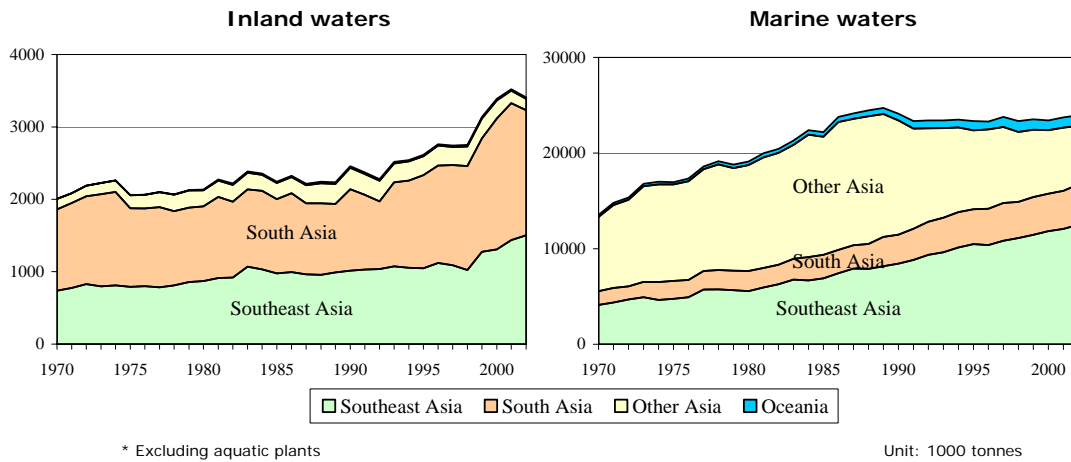 Inland waters
4000
3000
2000
1000
0
South Asia
Southeast Asia
1970 1975 1980 1985 1990 1995 2000
Marine waters
30000
20000
10000
0
Other Asia
South Asia
Southeast Asia
1970 1975 1980 1985 1990 1995 2000
Southeast Asia South Asia Other Asia Oceania
* Excluding aquatic plants
Unit: 1000 tonnes